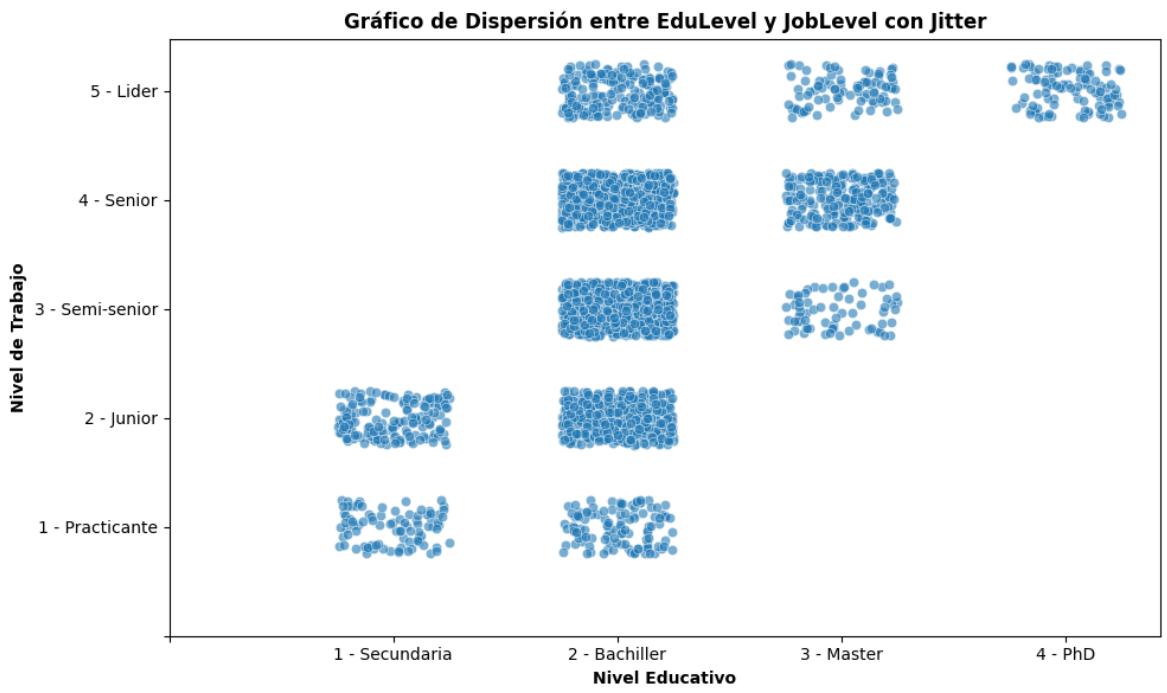 Gráfico de Dispersión entre EduLevel y JobLevel con Jitter
Nivel de Trabajo
5 - Lider
4 - Senior
3 - Semi-senior
2 - Junior
1 - Practicante
1 - Secundaria
2 - Bachiller
3 - Master
4 - PhD
Nivel Educativo